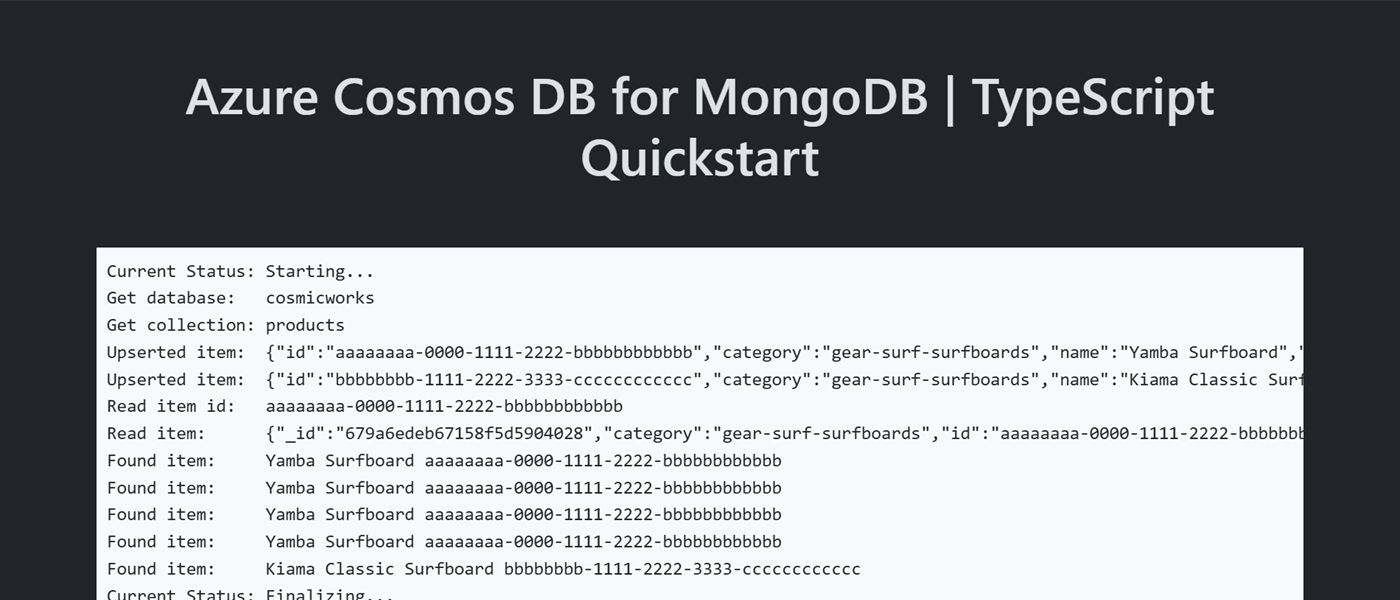 Azure Cosmos DB for MongoDB | TypeScript
Quickstart
Current Status: Starting...
Get database:   cosmicworks
Get collection: products
Upserted item:  {"id":"aaaaaaaa-0000-1111-2222-bbbbbbbbbbbb","category":"gear-surf-surfboards","name":"Yamba Surfboard","
Upserted item:  {"id":"bbbbbbbb-1111-2222-3333-cccccccccccc","category":"gear-surf-surfboards","name":"Kiama Classic Surf
Read item id:   aaaaaaaa-0000-1111-2222-bbbbbbbbbbbb
Read item:      {"_id":"679a6edeb67158f5d5904028","category":"gear-surf-surfboards","id":"aaaaaaaa-0000-1111-2222-bbbbbbb
Found item:     Yamba Surfboard aaaaaaaa-0000-1111-2222-bbbbbbbbbbbb
Found item:     Yamba Surfboard aaaaaaaa-0000-1111-2222-bbbbbbbbbbbb
Found item:     Yamba Surfboard aaaaaaaa-0000-1111-2222-bbbbbbbbbbbb
Found item:     Yamba Surfboard aaaaaaaa-0000-1111-2222-bbbbbbbbbbbb
Found item:     Kiama Classic Surfboard bbbbbbbb-1111-2222-3333-cccccccccccc
Current Status: Finalizing...